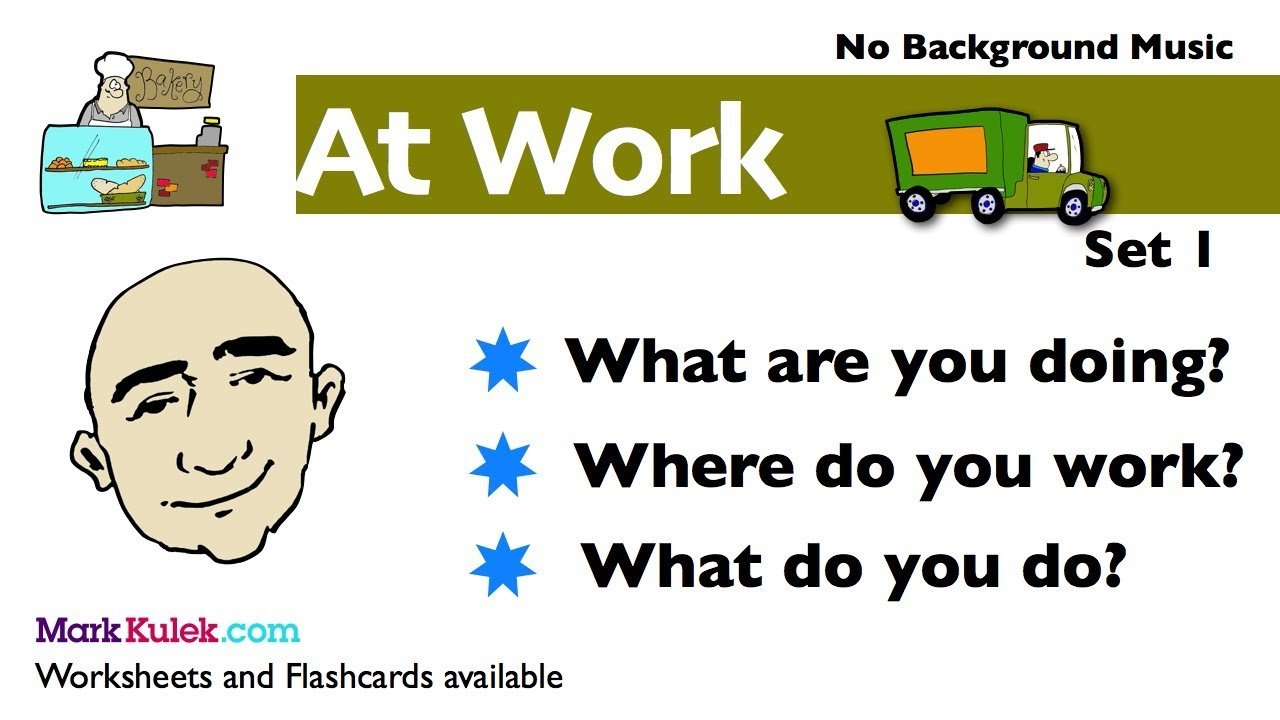 No Background Music
Bakery
At Work
Set 1
What are you doing?
Where do you work?
What do you do?
MarkKulek.com
Worksheets and Flashcards available